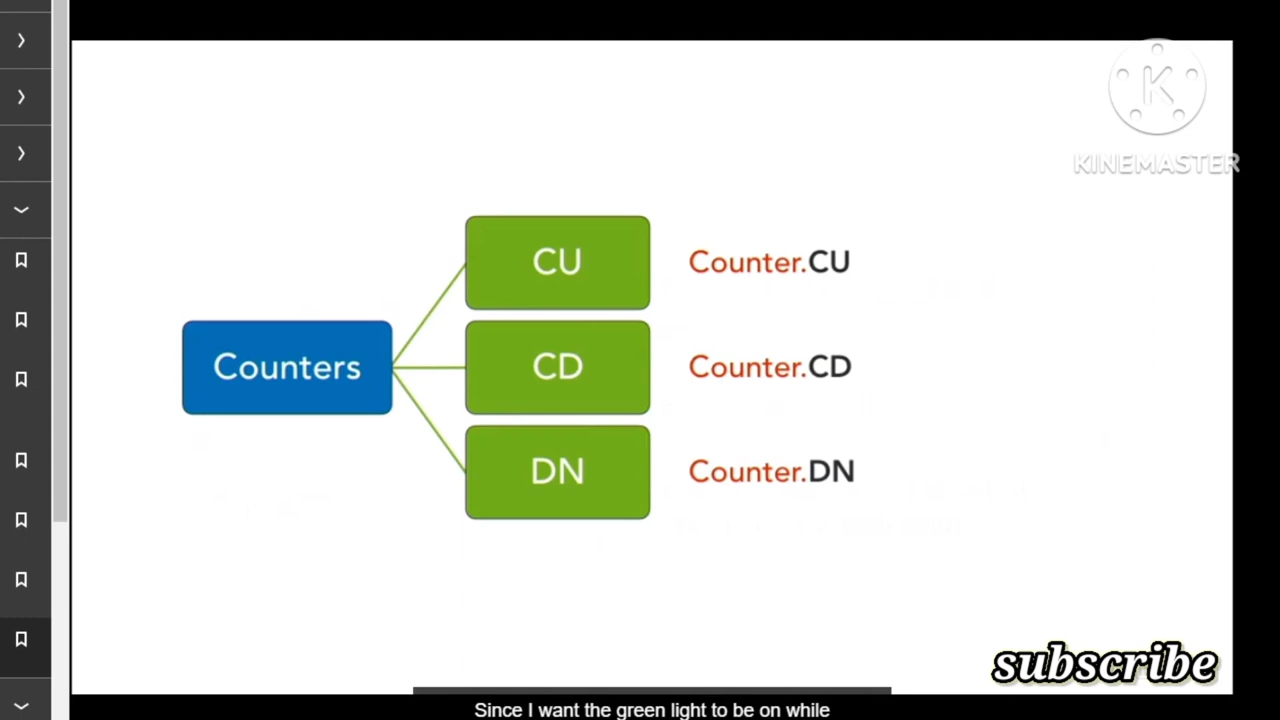 KINEMASTER
CU
Counter.CU
Counters
CD
Counter.CD
DN
Counter.DN
subscribe
Since I want the green light to be on while